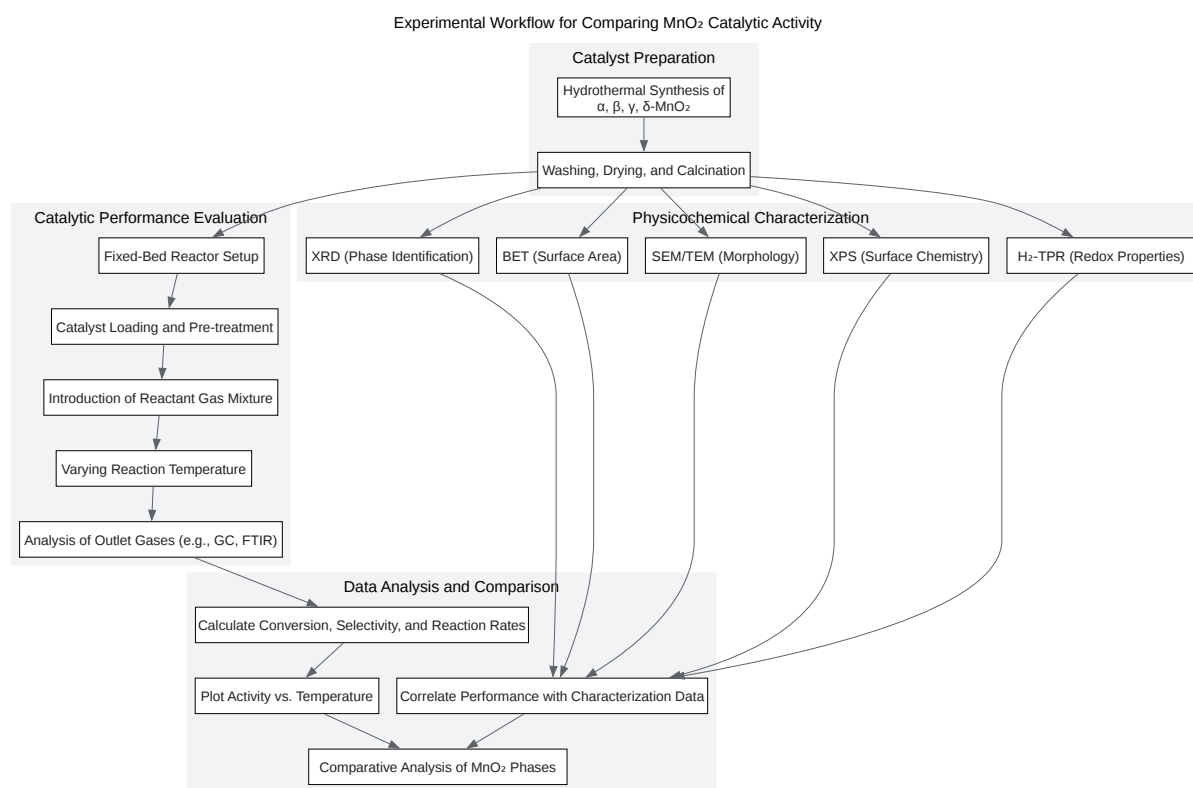 Experimental Workflow for Comparing MnO₂ Catalytic Activity
Catalyst Preparation
Hydrothermal Synthesis of
α, β, γ, δ-MnO₂
Washing, Drying, and Calcination
Catalytic Performance Evaluation
Physicochemical Characterization
Fixed-Bed Reactor Setup
XRD (Phase Identification)
BET (Surface Area)
SEM/TEM (Morphology)
XPS (Surface Chemistry)
H₂-TPR (Redox Properties)
Catalyst Loading and Pre-treatment
Introduction of Reactant Gas Mixture
Varying Reaction Temperature
Analysis of Outlet Gases (e.g., GC, FTIR)
Data Analysis and Comparison
Calculate Conversion, Selectivity, and Reaction Rates
Plot Activity vs. Temperature
Correlate Performance with Characterization Data
Comparative Analysis of MnO₂ Phases